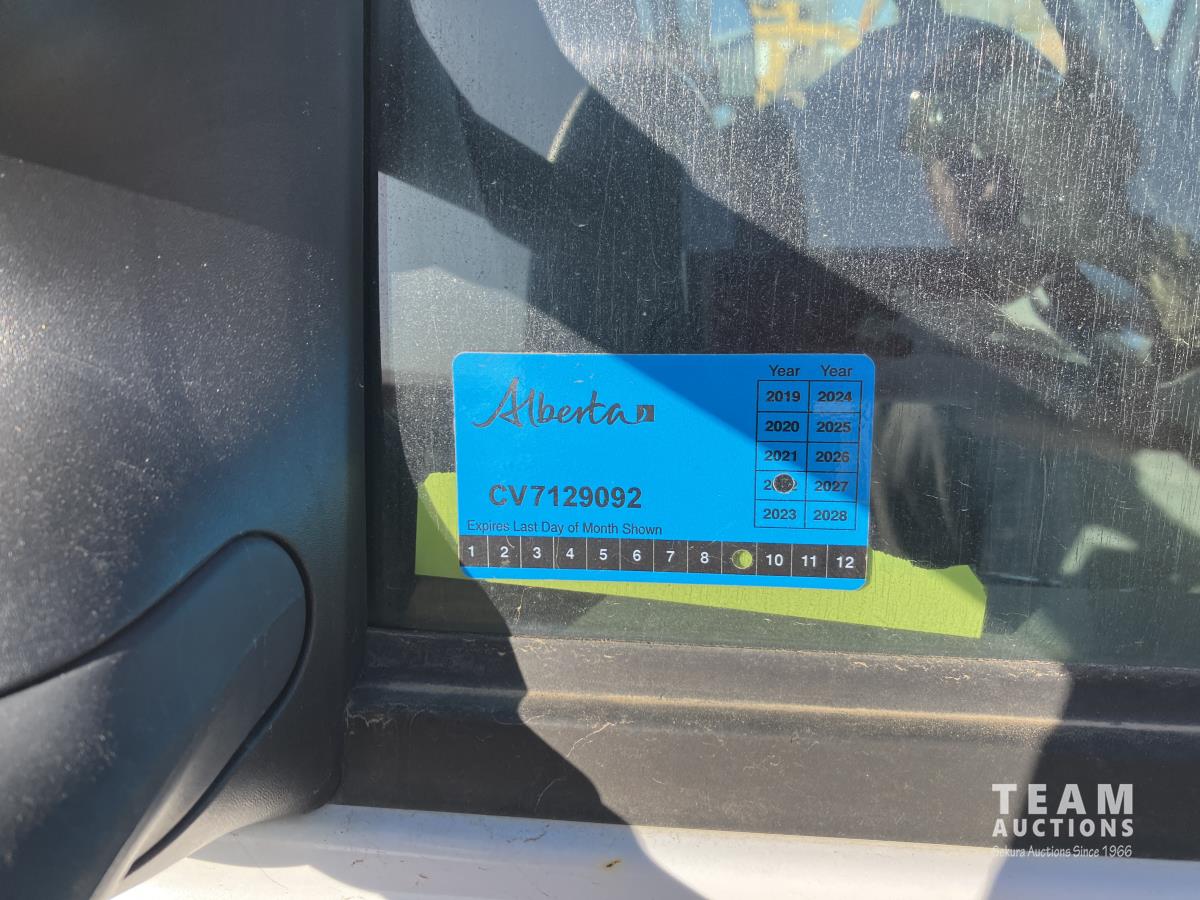 Alberta
Year Year
2019 2024
2020 2025
2021 2026
2027
2023 2028
CV7129092
Expires Last Day of Month Shown
1 2 3 4 5 6 7 8 10 11 12
TEAM
AUCTIONS
Sekura Auctions Since 1966